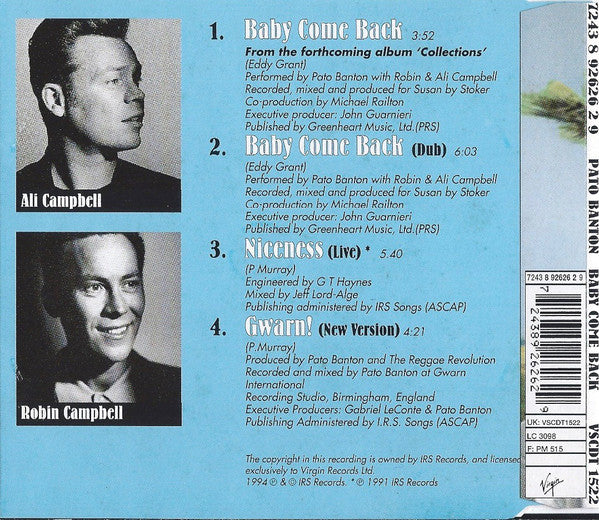 Ali Campbell
Robin Campbell
1. Baby Come Back 3:52
From the forthcoming album 'Collections'
(Eddy Grant)
Performed by Pato Banton with Robin & Ali Campbell
Recorded, mixed and produced for Susan by Stoker
Co-production by Michael Railton
Executive producer: John Guarnieri
Published by Greenheart Music, Ltd.(PRS)
2. Baby Come Back (Dub) 6:03
(Eddy Grant)
Performed by Pato Banton with Robin & Ali Campbell
Recorded, mixed and produced for Susan by Stoker
Co-production by Michael Railton
Executive producer: John Guarnieri
Published by Greenheart Music, Ltd.(PRS)
3. Niceness (Live) * 5.40
(P Murray)
Engineered by G T Haynes
Mixed by Jeff Lord-Alge
Publishing administered by IRS Songs (ASCAP)
4. Gwarn! (New Version) 4:21
(P.Murray)
Produced by Pato Banton and The Reggae Revolution
Recorded and mixed by Pato Banton at Gwarn
International
Recording Studio, Birmingham, England
Executive Producers: Gabriel LeConte & Pato Banton
Publishing Administered by I.R.S. Songs (ASCAP)
The copyright in this recording is owned by IRS Records, and licensed
exclusively to Virgin Records Ltd.
1994 ℗ & © IRS Records. * ℗ 1991 IRS Records
7243 8 92626 2 9 PATO BANTON BABY COME BACK VSCDT 1522
7243 8 92626 2 9
7 24389 26262 9
UK: VSCDT1522
LC 3098
F: PM 515
Virgin